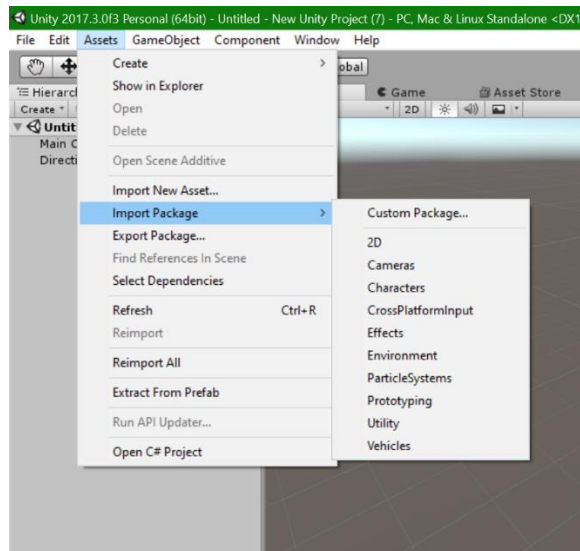 Unity 2017.3.0f3 Personal (64bit) - Untitled - New Unity Project (7) - PC, Mac & Linux Standalone <DX1
File Edit Assets GameObject Component Window Help
Create
Show in Explorer
Open
Delete
Open Scene Additive
Import New Asset...
Import Package
Export Package...
Find References In Scene
Select Dependencies
Refresh Ctrl+R
Reimport
Reimport All
Extract From Prefab
Run API Updater...
Open C# Project
Custom Package...
2D
Cameras
Characters
CrossPlatformInput
Effects
Environment
ParticleSystems
Prototyping
Utility
Vehicles
obal
Hierarcl
Game Asset Store
Create
2D
Untit
Main C
Directi